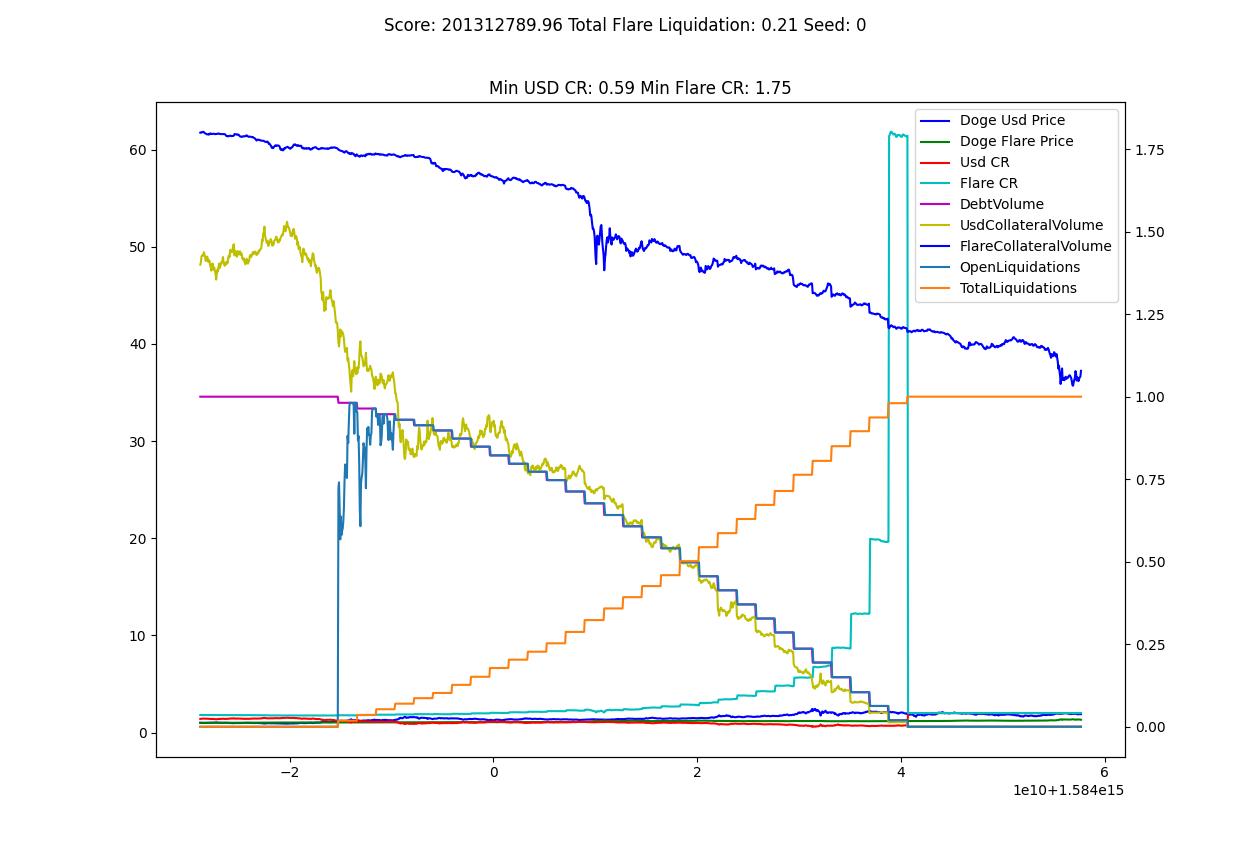 Score: 201312789.96 Total Flare Liquidation: 0.21 Seed: 0
Min USD CR: 0.59 Min Flare CR: 1.75
Doge Usd Price
Doge Flare Price
Usd CR
Flare CR
DebtVolume
UsdCollateralVolume
FlareCollateralVolume
OpenLiquidations
TotalLiquidations
60
50
40
30
20
10
0
1.75
1.50
1.25
1.00
0.75
0.50
0.25
0.00
−2 0 2 4 6
1e10+1.584e15